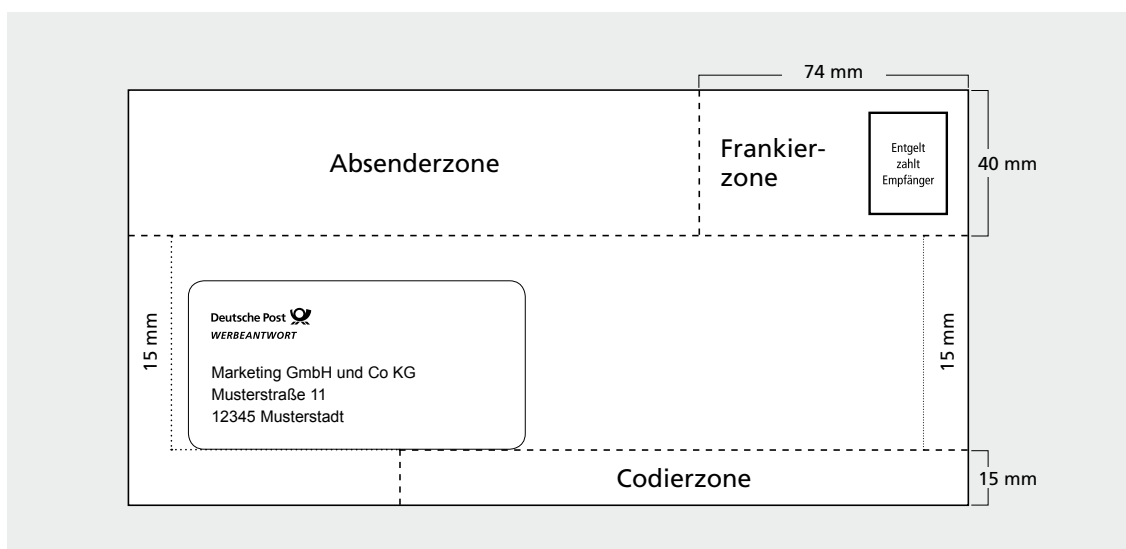 74 mm
Absenderzone
Frankier-
zone
Entgelt
zahlt
Empfänger
40 mm
15 mm
Deutsche Post
WERBEANTWORT
Marketing GmbH und Co KG
Musterstraße 11
12345 Musterstadt
15 mm
Codierzone
15 mm